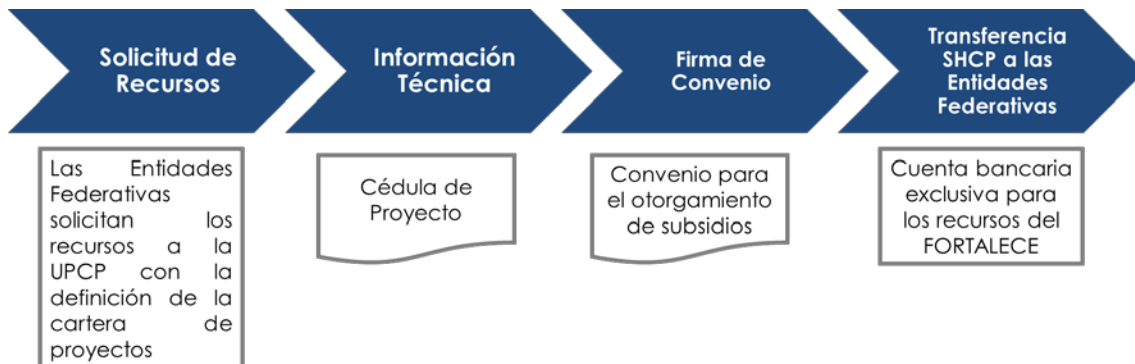 Solicitud de
Recursos
Información
Técnica
Firma de
Convenio
Transferencia
SHCP a las
Entidades
Federativas
Las Entidades
Federativas
solicitan los
recursos a la
UPCP con la
definición de la
cartera de
proyectos
Cédula de
Proyecto
Convenio para
el otorgamiento
de subsidios
Cuenta bancaria
exclusiva para
los recursos del
FORTALECE